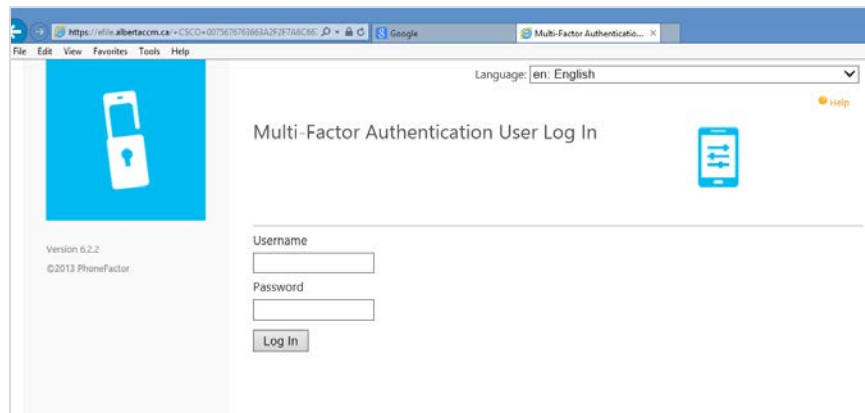 https://efile.albertaccm.ca/
Google
Multi-Factor Authenticatio...
File Edit View Favorites Tools Help
Language: en: English
Help
Multi-Factor Authentication User Log In
Username
Version 6.2.2
©2013 PhoneFactor
Password
Log In